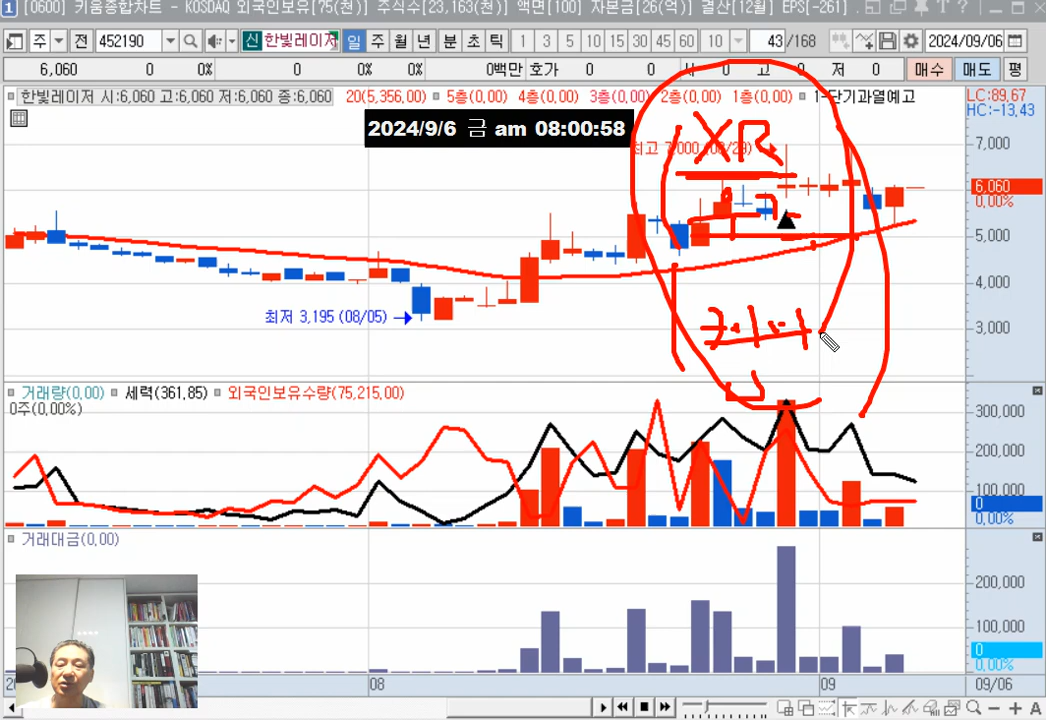 1 [0600] 키움종합차트 - KOSDAQ 외국인보유[75(천)] 주식수[23,163(천)] 액면[100] 자본금[26(억)] 결산[12월] EPS[-261]
주 전 452190 신 한빛레이저 일 주 월 년 분 초 틱 1 3 5 10 15 30 45 60 10 43 /168 2024/09/06
6,060 0 0% 0 0% 0% 0백만 호가 0 0 시 0 고 0 저 0 매수 매도 평
한빛레이저 시:6,060 고:6,060 저:6,060 종:6,060 20(5,356.00) 5층(0.00) 4층(0.00) 3층(0.00) 2층(0.00) 1층(0.00) 1-단기과열예고 LC:89.67
HC:-13.43
2024/9/6 금 am 08:00:58
XR
최고 7,000 (08/29)
7,000
6,060
0.00%
5,000
4,000
최저 3,195 (08/05)
3,000
거래량(0.00) 세력(361.85) 외국인보유수량(75,215.00)
0주(0.00%)
300,000
200,000
100,000
0
0.00%
거래대금(0.00)
200,000
100,000
0
0.00%
08 09 09/06
A